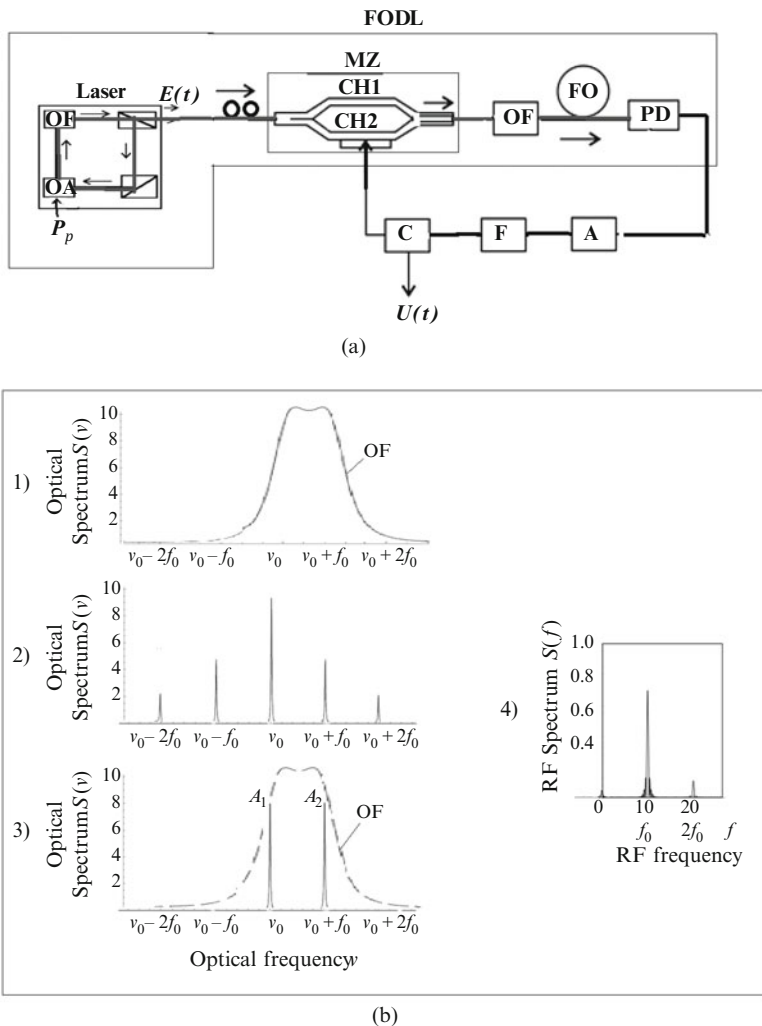 FODL
MZ
Laser
E(t)
CH1
FO
OF
CH2
OF
PD
OA
P_p
C
F
A
U(t)
(a)
1)
Optical
Spectrum S(ν)
10
8
6
4
2
OF
ν0 – 2f0
ν0 – f0
ν0
ν0 + f0
ν0 + 2f0
2)
Optical
Spectrum S(ν)
10
8
6
4
2
ν0 – 2f0
ν0 – f0
ν0
ν0 + f0
ν0 + 2f0
3)
Optical
Spectrum S(ν)
10
8
6
4
2
A1
A2
OF
ν0 – 2f0
ν0 – f0
ν0
ν0 + f0
ν0 + 2f0
Optical frequency ν
4)
RF Spectrum S(f)
1.0
0.8
0.6
0.4
0
10
20
f0
2f0
f
RF frequency
(b)